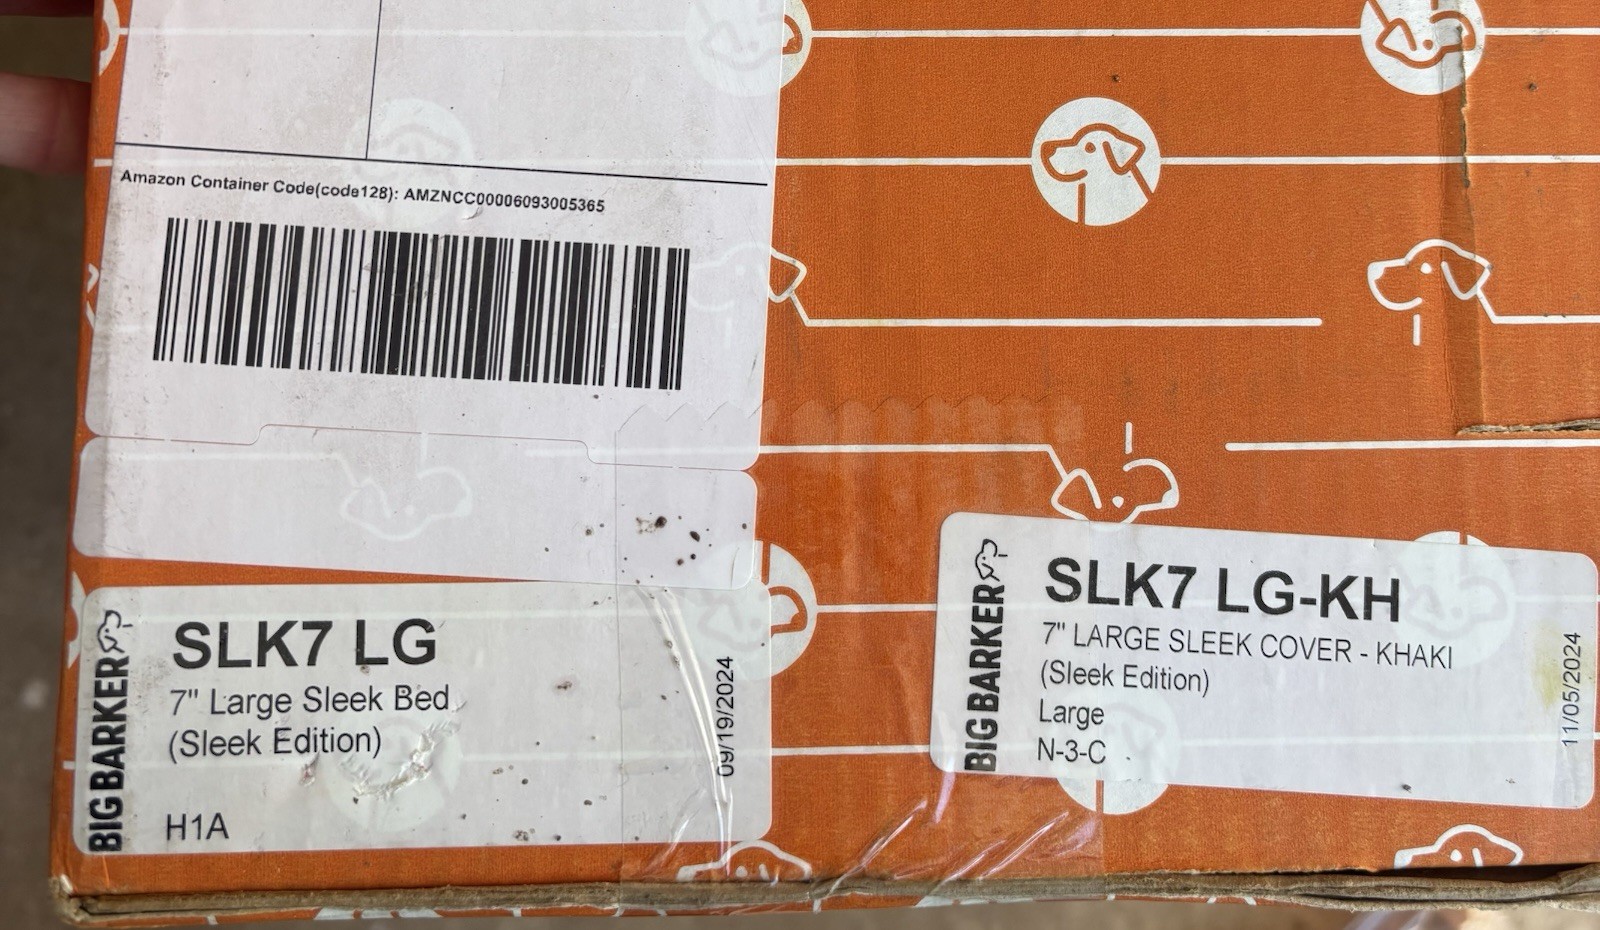 Amazon Container Code(code128): AMZNCC00006093005365
BIG BARKER
SLK7 LG
7" Large Sleek Bed
(Sleek Edition)
H1A
09/19/2024
BIG BARKER
SLK7 LG-KH
7" LARGE SLEEK COVER - KHAKI
(Sleek Edition)
Large
N-3-C
11/05/2024